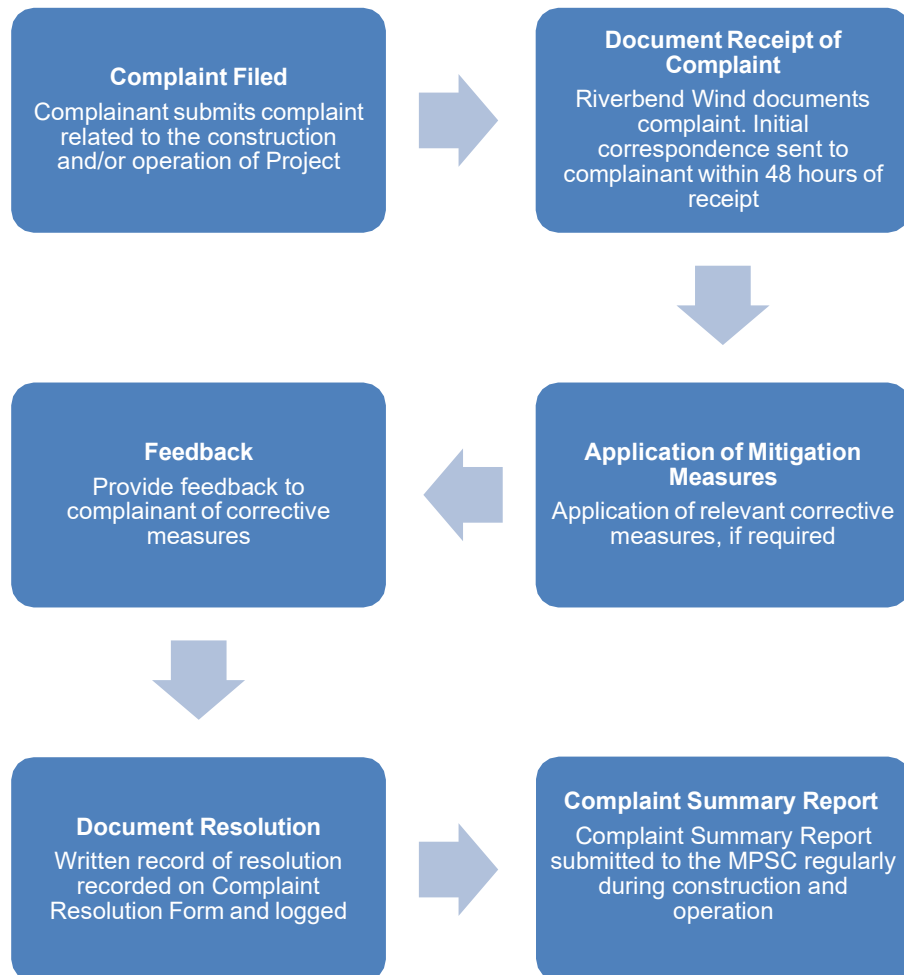 Complaint Filed
Complainant submits complaint
related to the construction
and/or operation of Project
Document Receipt of
Complaint
Riverbend Wind documents
complaint. Initial
correspondence sent to
complainant within 48 hours of
receipt
Application of Mitigation
Measures
Application of relevant corrective
measures, if required
Feedback
Provide feedback to
complainant of corrective
measures
Document Resolution
Written record of resolution
recorded on Complaint
Resolution Form and logged
Complaint Summary Report
Complaint Summary Report
submitted to the MPSC regularly
during construction and
operation